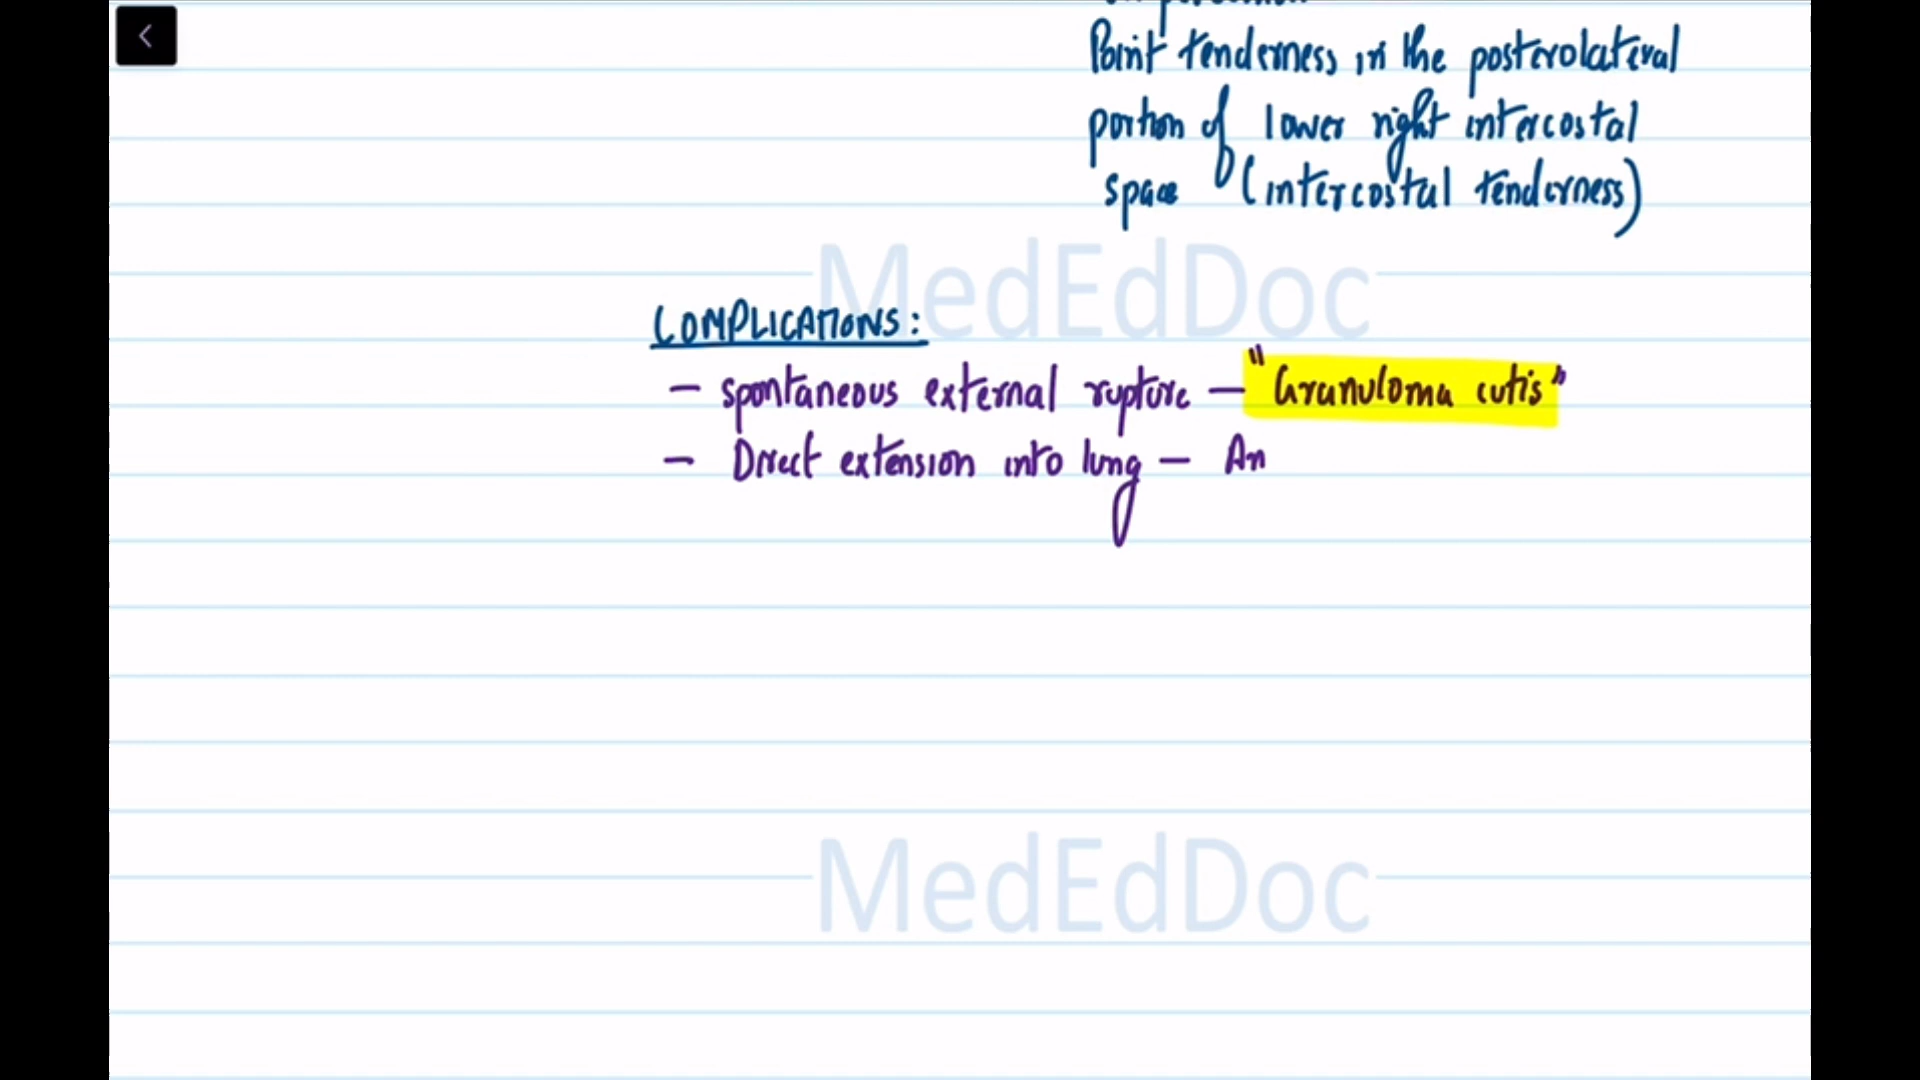 Point tenderness in the posterolateral
portion of lower right intercostal
space (intercostal tenderness)
MedEdDoc
COMPLICATIONS:
— spontaneous external rupture — "Granuloma cutis"
— Direct extension into lung — An
MedEdDoc